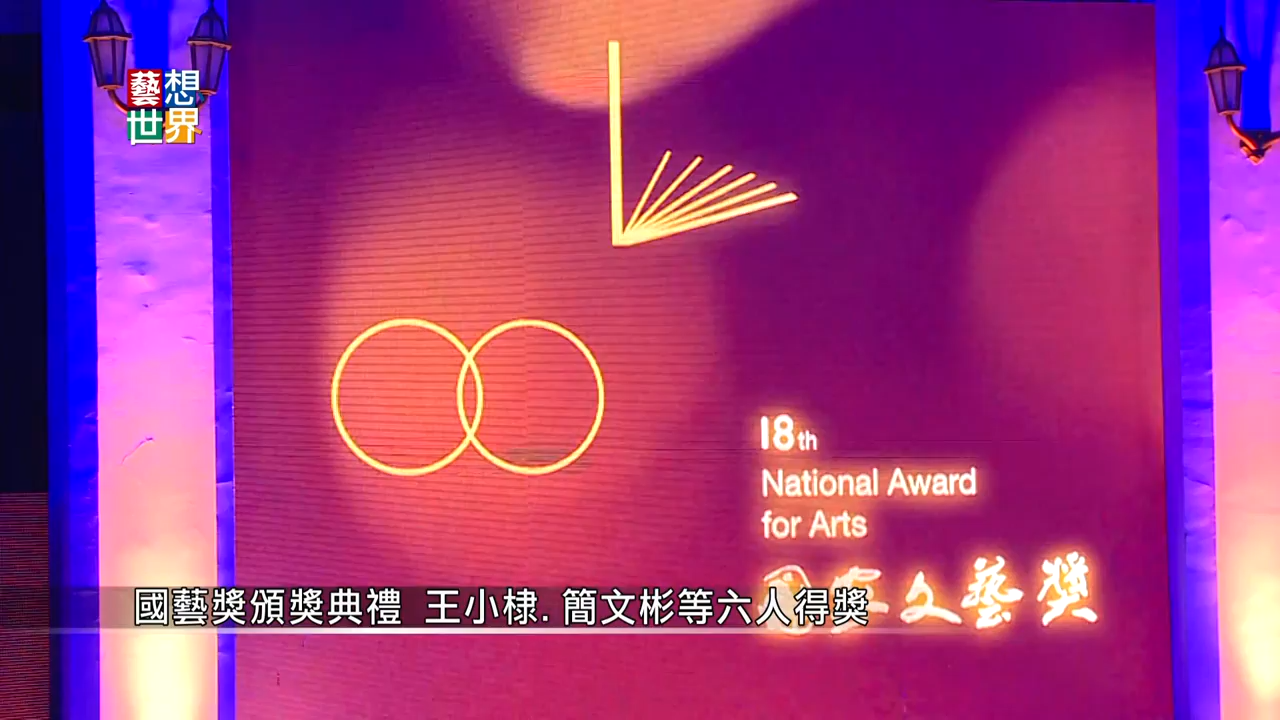 藝想
世界
18th
National Award
for Arts
國家文藝獎
國藝獎頒獎典禮 王小棣.簡文彬等六人得獎